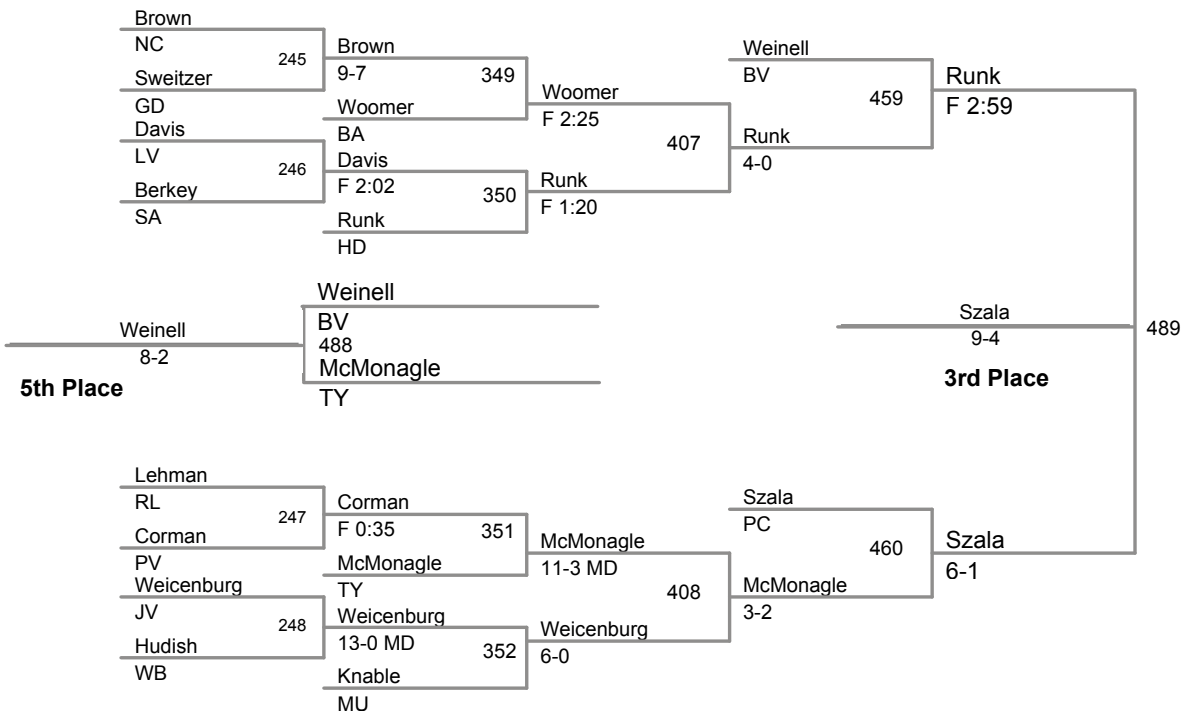 Brown
NC
245
Sweitzer
GD
Davis
LV
246
Berkey
SA
Brown
9-7
349
Woomer
BA
Davis
F 2:02
350
Runk
HD
Woomer
F 2:25
407
Runk
F 1:20
Weinell
BV
459
Runk
4-0
Runk
F 2:59
Weinell
BV
488
McMonagle
TY
Weinell
8-2
5th Place
Szala
9-4
3rd Place
489
Lehman
RL
247
Corman
PV
Weicenburg
JV
248
Hudish
WB
Corman
F 0:35
351
McMonagle
TY
Weicenburg
13-0 MD
352
Knable
MU
McMonagle
11-3 MD
408
Weicenburg
6-0
Szala
PC
460
McMonagle
3-2
Szala
6-1